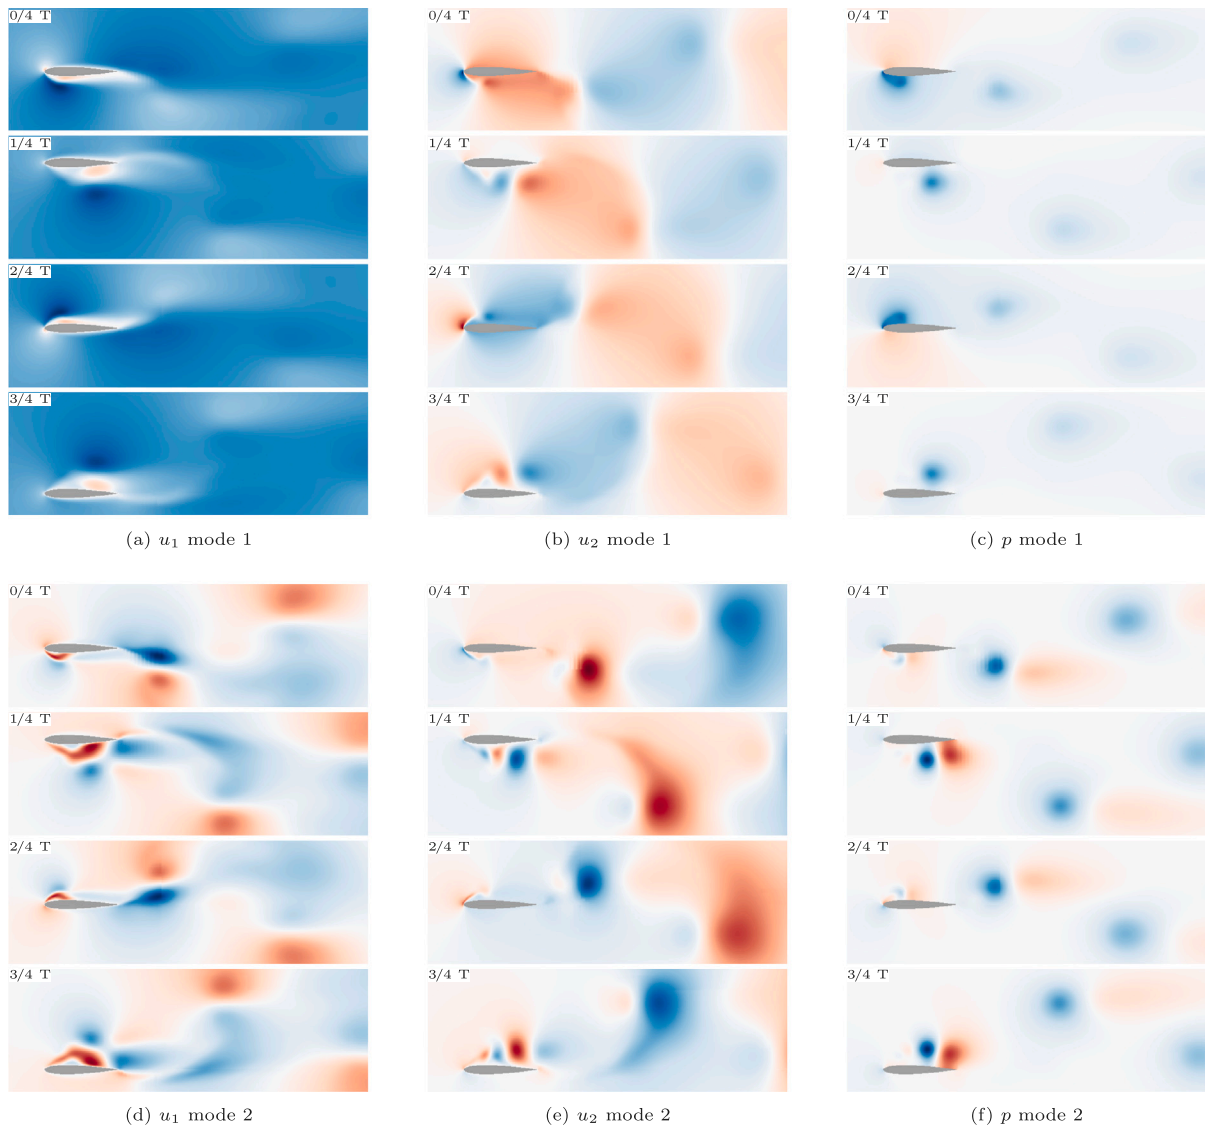 0/4 T 0/4 T 0/4 T
1/4 T 1/4 T 1/4 T
2/4 T 2/4 T 2/4 T
3/4 T 3/4 T 3/4 T
(a) u₁ mode 1 (b) u₂ mode 1 (c) p mode 1
0/4 T 0/4 T 0/4 T
1/4 T 1/4 T 1/4 T
2/4 T 2/4 T 2/4 T
3/4 T 3/4 T 3/4 T
(d) u₁ mode 2 (e) u₂ mode 2 (f) p mode 2